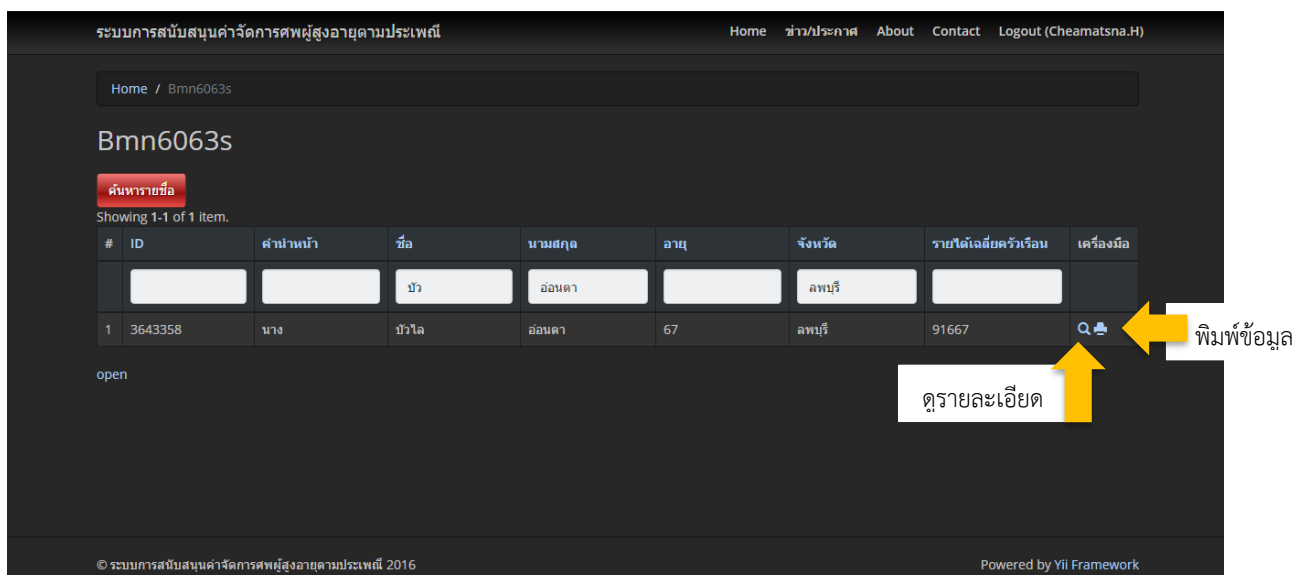 ระบบการสนับสนุนค่าจัดการศพผู้สูงอายุตามประเพณี Home ข่าว/ประกาศ About Contact Logout (Cheamatsna.H)
Home / Bmn6063s
Bmn6063s
ค้นหารายชื่อ
Showing 1-1 of 1 item.
# ID คำนำหน้า ชื่อ นามสกุล อายุ จังหวัด รายได้เฉลี่ยครัวเรือน เครื่องมือ
บัว อ่อนตา ลพบุรี
1 3643358 นาง บัวไล อ่อนตา 67 ลพบุรี 91667
พิมพ์ข้อมูล
open
ดูรายละเอียด
© ระบบการสนับสนุนค่าจัดการศพผู้สูงอายุตามประเพณี 2016 Powered by Yii Framework